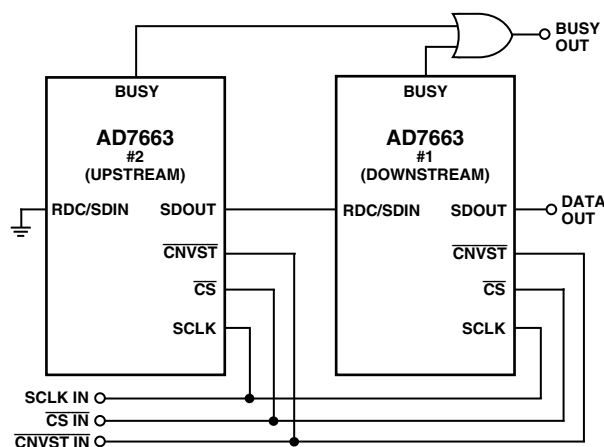 BUSY
OUT
BUSY
BUSY
AD7663
#2
(UPSTREAM)
AD7663
#1
(DOWNSTREAM)
RDC/SDIN
SDOUT
RDC/SDIN
SDOUT
DATA
OUT
CNVST
CNVST
CS
CS
SCLK
SCLK
SCLK IN
CS IN
CNVST IN